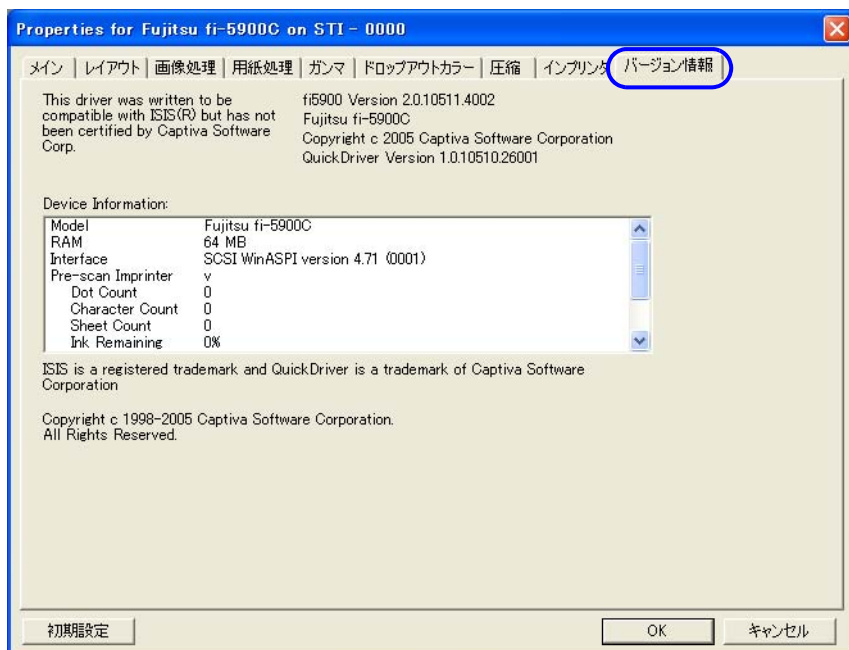 Properties for Fujitsu fi-5900C on STI - 0000
メイン レイアウト 画像処理 用紙処理 ガンマ ドロップアウトカラー 圧縮 インプリンタ バージョン情報
This driver was written to be
compatible with ISIS(R) but has not
been certified by Captiva Software
Corp.
fi5900 Version 2.0.10511.4002
Fujitsu fi-5900C
Copyright c 2005 Captiva Software Corporation
QuickDriver Version 1.0.10510.26001
Device Information:
Model Fujitsu fi-5900C
RAM 64 MB
Interface SCSI WinASPI version 4.71 (0001)
Pre-scan Imprinter v
Dot Count 0
Character Count 0
Sheet Count 0
Ink Remaining 0%
ISIS is a registered trademark and QuickDriver is a trademark of Captiva Software
Corporation
Copyright c 1998-2005 Captiva Software Corporation.
All Rights Reserved.
初期設定 OK キャンセル